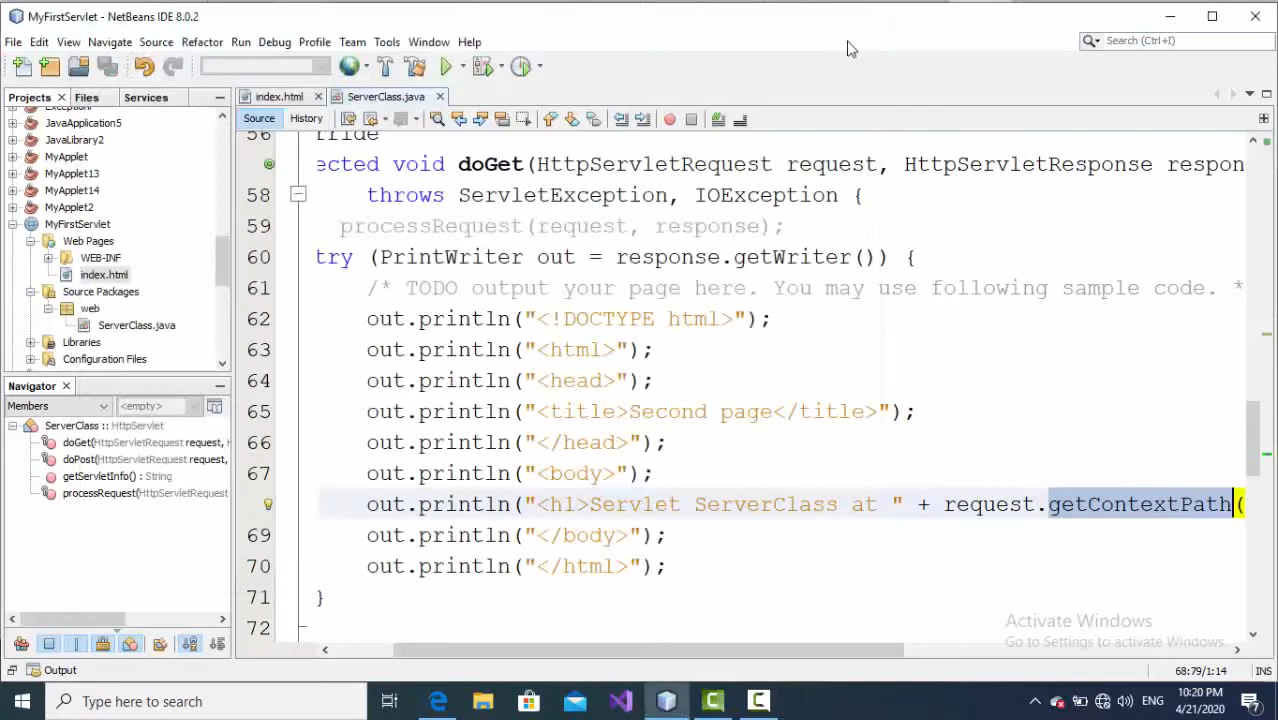 MyFirstServlet - NetBeans IDE 8.0.2
File Edit View Navigate Source Refactor Run Debug Profile Team Tools Window Help
Search (Ctrl+I)
Projects Files Services
index.html ServerClass.java
Source History
JavaApplication5
JavaLibrary2
MyApplet
MyApplet13
MyApplet14
MyApplet2
MyFirstServlet
Web Pages
WEB-INF
index.html
Source Packages
web
ServerClass.java
Libraries
Configuration Files
Navigator
Members <empty>
ServerClass :: HttpServlet
doGet(HttpServletRequest request, H
doPost(HttpServletRequest request,
getServletInfo() : String
processRequest(HttpServletRequest
56 rride
ected void doGet(HttpServletRequest request, HttpServletResponse respon
58 throws ServletException, IOException {
59 processRequest(request, response);
60 try (PrintWriter out = response.getWriter()) {
61 /* TODO output your page here. You may use following sample code. *
62 out.println("<!DOCTYPE html>");
63 out.println("<html>");
64 out.println("<head>");
65 out.println("<title>Second page</title>");
66 out.println("</head>");
67 out.println("<body>");
out.println("<h1>Servlet ServerClass at " + request.getContextPath(
69 out.println("</body>");
70 out.println("</html>");
71 }
72
Activate Windows
Go to Settings to activate Windows.
Output
68:79/1:14 INS
Type here to search
ENG
10:20 PM
4/21/2020
7